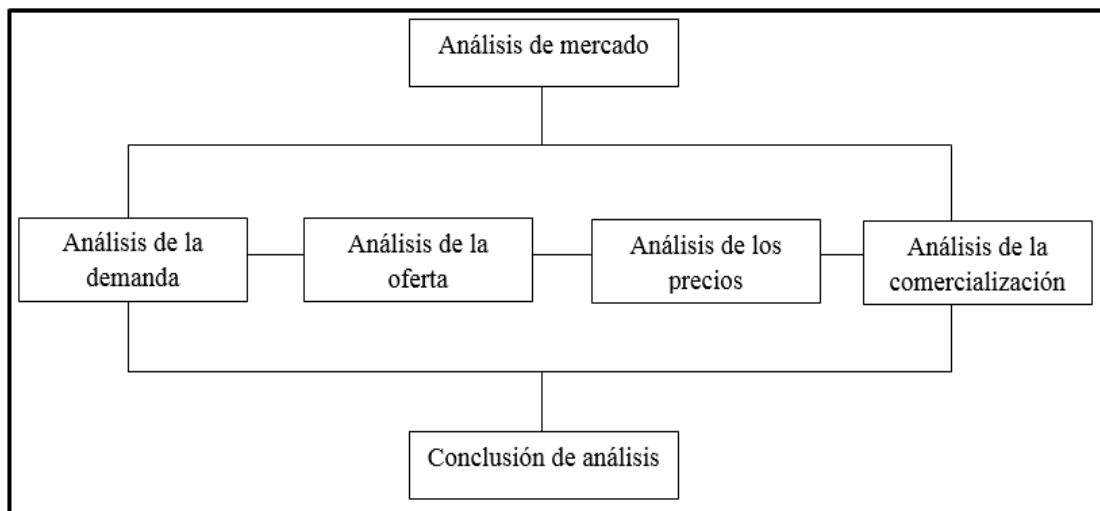 Análisis de mercado
Análisis de la
demanda
Análisis de la
oferta
Análisis de los
precios
Análisis de la
comercialización
Conclusión de análisis